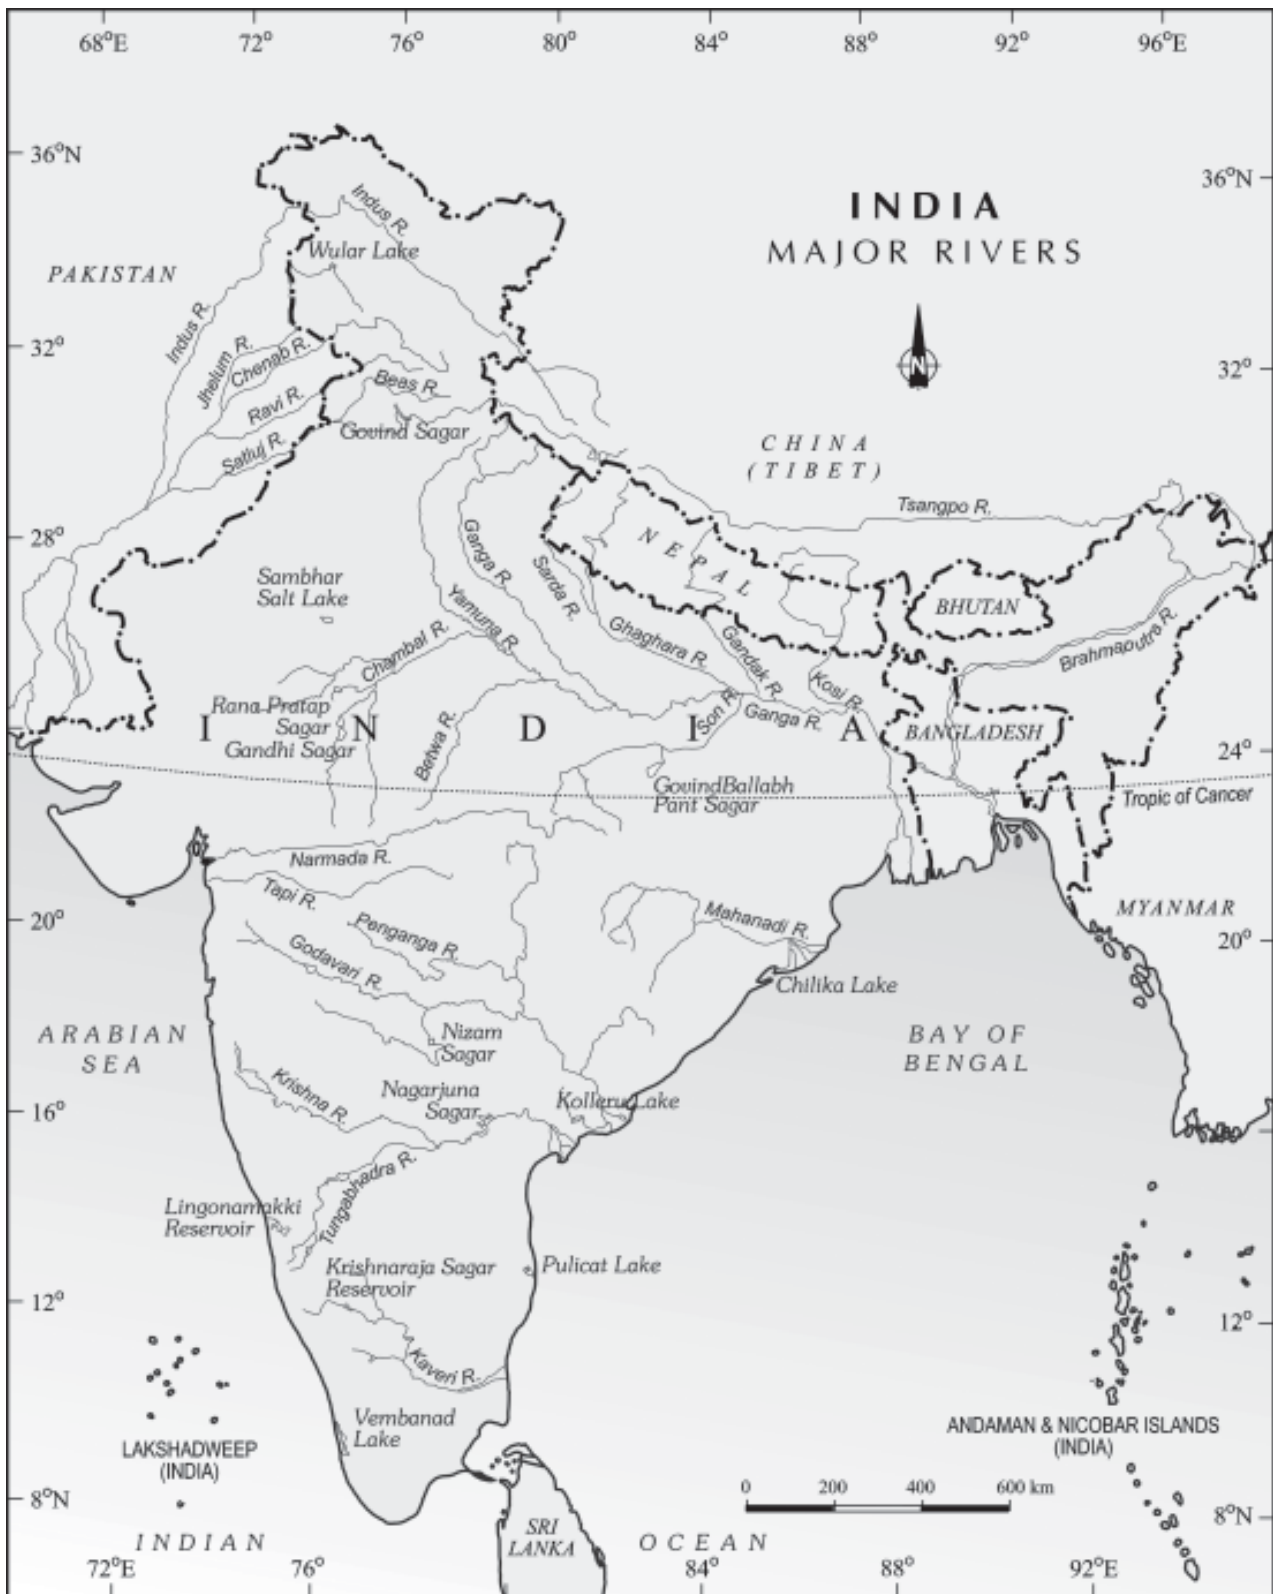 68°E 72° 76° 80° 84° 88° 92° 96°E
36°N
36°N
INDIA
MAJOR RIVERS
Indus R.
Wular Lake
PAKISTAN
N
Indus R.
32°
32°
Jhelum R.
Chenab R.
Beas R.
Ravi R.
Govind Sagar
Satluj R.
CHINA
(TIBET)
Tsangpo R.
28°
28°
NEPAL
Ganga R.
Sarda R.
Sambhar
Salt Lake
Yamuna R.
BHUTAN
Brahmaputra R.
Chambal R.
Ghaghara R.
Gandak R.
Kosi R.
Rana Pratap
Sagar
Gandhi Sagar
INDIA
Betwa R.
Son R.
Ganga R.
BANGLADESH
24°
24°
GovindBallabh
Pant Sagar
Tropic of Cancer
Narmada R.
Tapi R.
Penganga R.
Mahanadi R.
MYANMAR
20°
20°
Godavari R.
Chilika Lake
ARABIAN
SEA
Nizam
Sagar
BAY OF
BENGAL
Krishna R.
Nagarjuna
Sagar
Kolleru Lake
16°
Tungabhadra R.
Lingonamakki
Reservoir
Krishnaraja Sagar
Reservoir
Pulicat Lake
12°
12°
Kaveri R.
Vembanad
Lake
LAKSHADWEEP
(INDIA)
ANDAMAN & NICOBAR ISLANDS
(INDIA)
0 200 400 600 km
8°N
8°N
INDIAN OCEAN
SRI
LANKA
72°E 76° 84° 88° 92°E